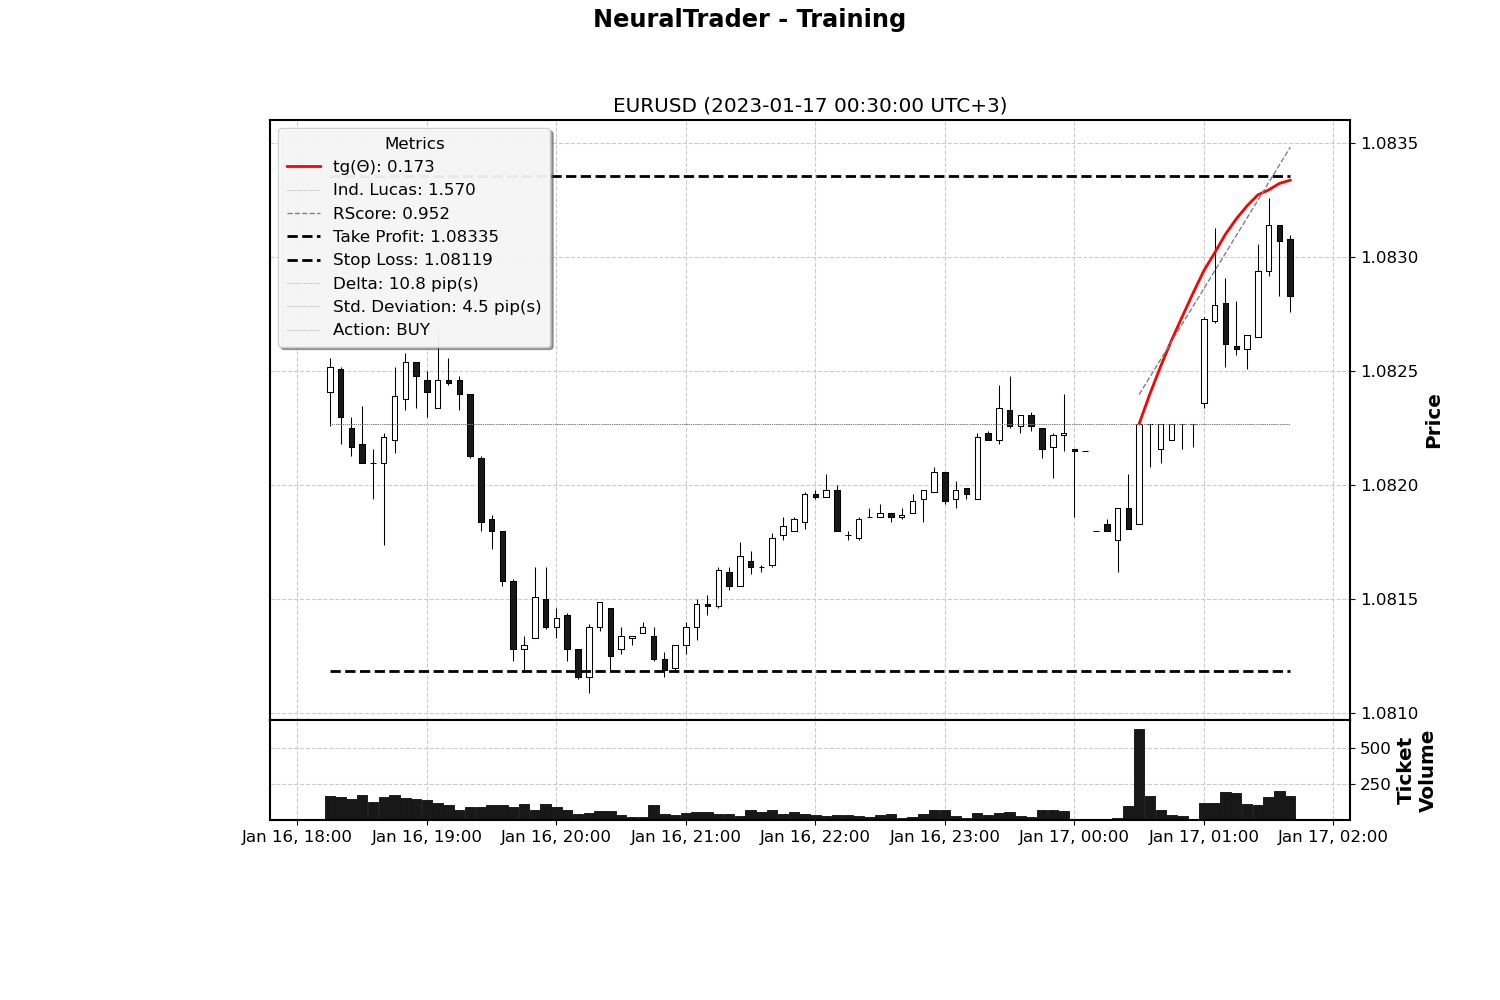 NeuralTrader - Training
EURUSD (2023-01-17 00:30:00 UTC+3)
Metrics
tg(Θ): 0.173
Ind. Lucas: 1.570
RScore: 0.952
Take Profit: 1.08335
Stop Loss: 1.08119
Delta: 10.8 pip(s)
Std. Deviation: 4.5 pip(s)
Action: BUY
1.0835
1.0830
1.0825
1.0820
1.0815
1.0810
Price
500
250
Ticket
Volume
Jan 16, 18:00
Jan 16, 19:00
Jan 16, 20:00
Jan 16, 21:00
Jan 16, 22:00
Jan 16, 23:00
Jan 17, 00:00
Jan 17, 01:00
Jan 17, 02:00